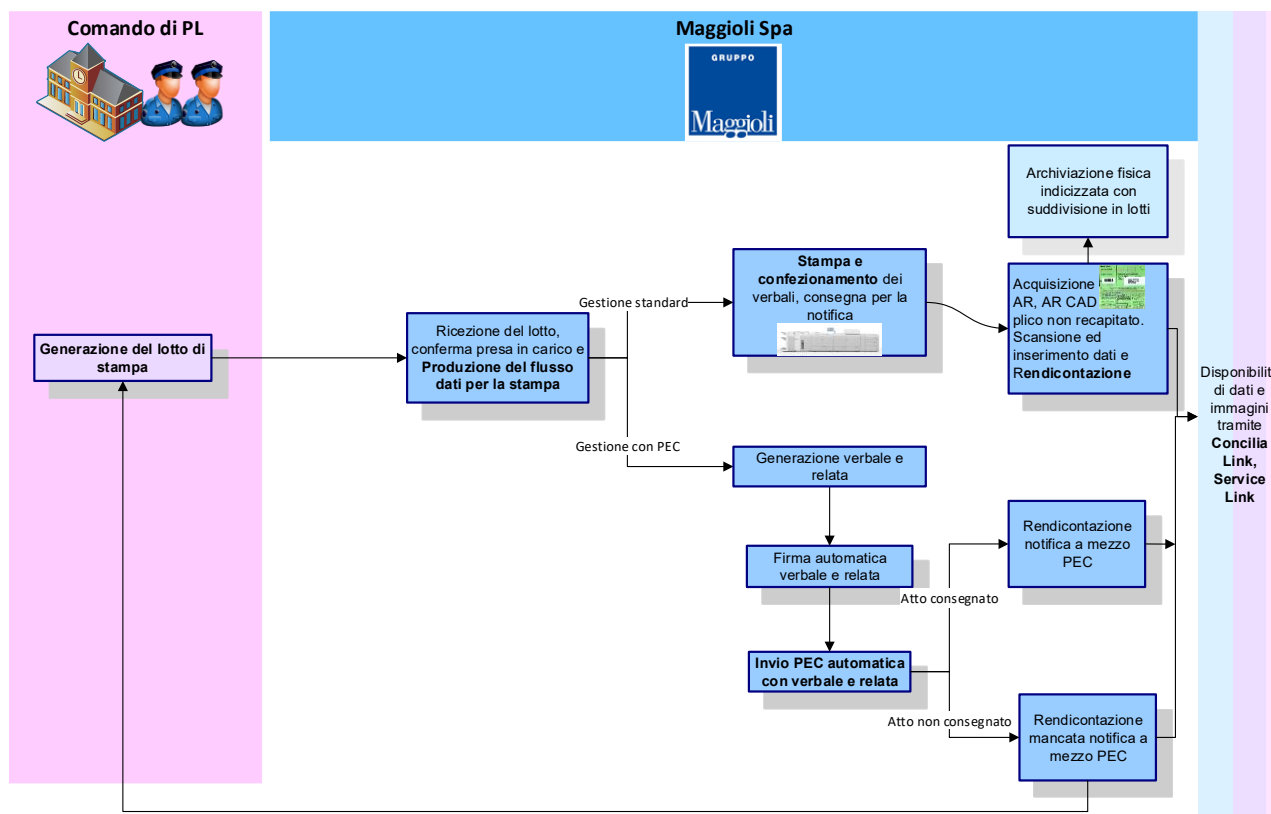 Comando di PL
Maggioli Spa
GRUPPO
Maggioli
Archiviazione fisica
indicizzata con
suddivisione in lotti
Stampa e
confezionamento dei
verbali, consegna per la
notifica
Acquisizione
AR, AR CAD
plico non recapitato.
Scansione ed
inserimento dati e
Rendicontazione
Gestione standard
Generazione del lotto di
stampa
Ricezione del lotto,
conferma presa in carico e
Produzione del flusso
dati per la stampa
Disponibilit
di dati e
immagini
tramite
Concilia
Link,
Service
Link
Gestione con PEC
Generazione verbale e
relata
Firma automatica
verbale e relata
Invio PEC automatica
con verbale e relata
Atto consegnato
Rendicontazione
notifica a mezzo
PEC
Atto non consegnato
Rendicontazione
mancata notifica a
mezzo PEC